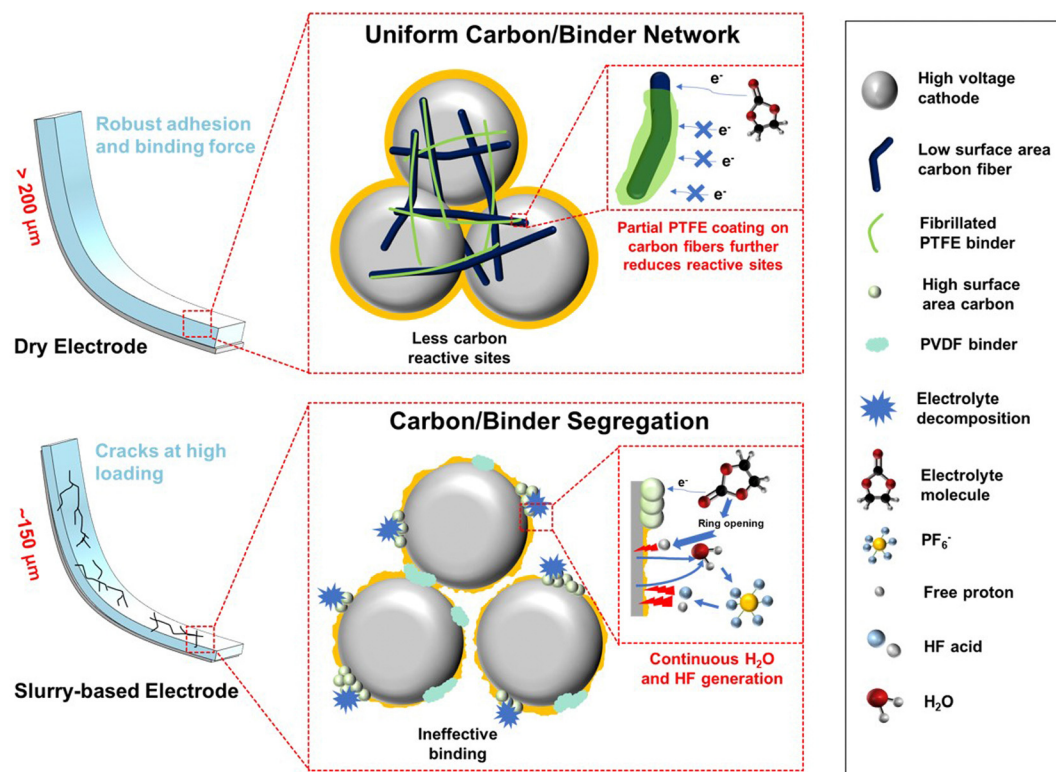 Uniform Carbon/Binder Network
Robust adhesion
and binding force
> 200 μm
e-
e-
e-
e-
Partial PTFE coating on
carbon fibers further
reduces reactive sites
Less carbon
reactive sites
Dry Electrode
Carbon/Binder Segregation
Cracks at high
loading
~150 μm
e-
Ring opening
Continuous H₂O
and HF generation
Slurry-based Electrode
Ineffective
binding
High voltage
cathode
Low surface area
carbon fiber
Fibrillated
PTFE binder
High surface
area carbon
PVDF binder
Electrolyte
decomposition
Electrolyte
molecule
PF₆⁻
Free proton
HF acid
H₂O